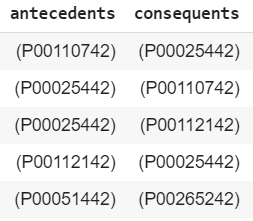 antecedents consequents
(P00110742) (P00025442)
(P00025442) (P00110742)
(P00025442) (P00112142)
(P00112142) (P00025442)
(P00051442) (P00265242)